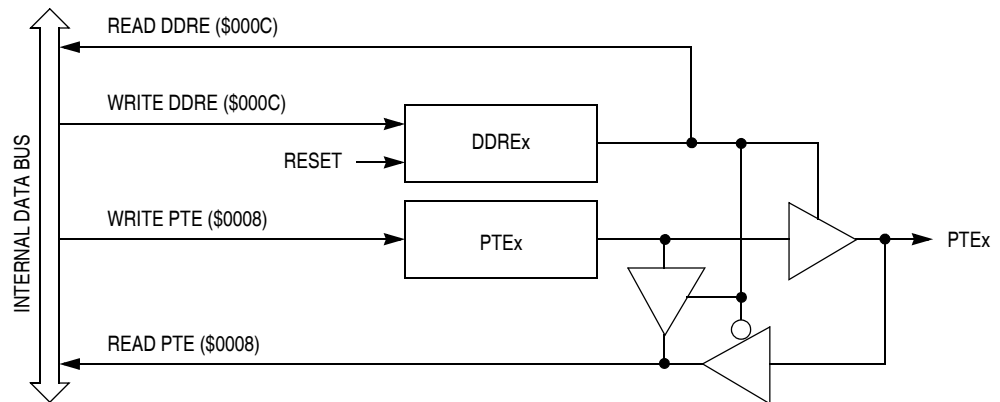 READ DDRE ($000C)
WRITE DDRE ($000C)
DDREx
RESET
INTERNAL DATA BUS
WRITE PTE ($0008)
PTEx
PTEx
READ PTE ($0008)